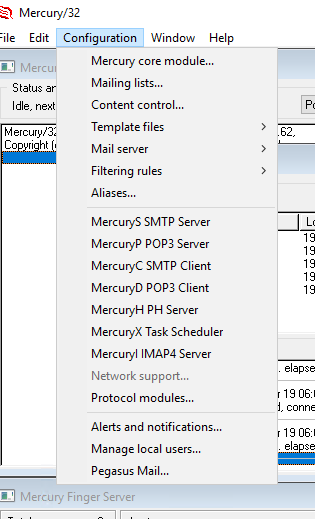 Mercury/32
File Edit Configuration Window Help
Mercury core module...
Mailing lists...
Content control...
Template files
Mail server
Filtering rules
Aliases...
MercuryS SMTP Server
MercuryP POP3 Server
MercuryC SMTP Client
MercuryD POP3 Client
MercuryH PH Server
MercuryX Task Scheduler
MercuryI IMAP4 Server
Network support...
Protocol modules...
Alerts and notifications...
Manage local users...
Pegasus Mail...
Mercur
Status an
Idle, next
Po
Mercury/32
.62,
Copyright (
Lo
19
19
19
19
19
. elapse
r 19 06:0
d, conne
r 19 06:0
. elapse
Mercury Finger Server